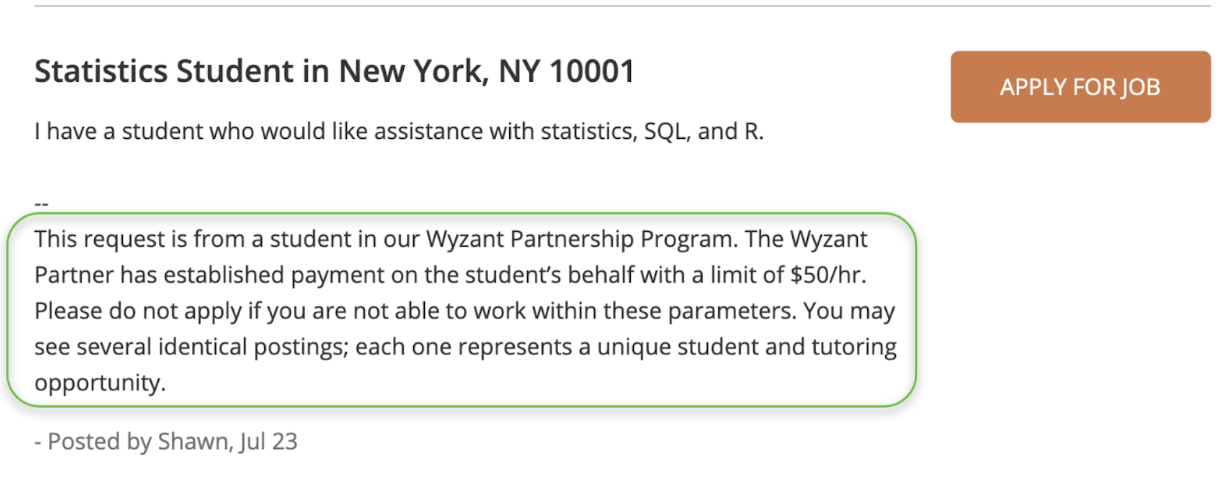 Statistics Student in New York, NY 10001
APPLY FOR JOB
I have a student who would like assistance with statistics, SQL, and R.
--
This request is from a student in our Wyzant Partnership Program. The Wyzant
Partner has established payment on the student’s behalf with a limit of $50/hr.
Please do not apply if you are not able to work within these parameters. You may
see several identical postings; each one represents a unique student and tutoring
opportunity.
- Posted by Shawn, Jul 23